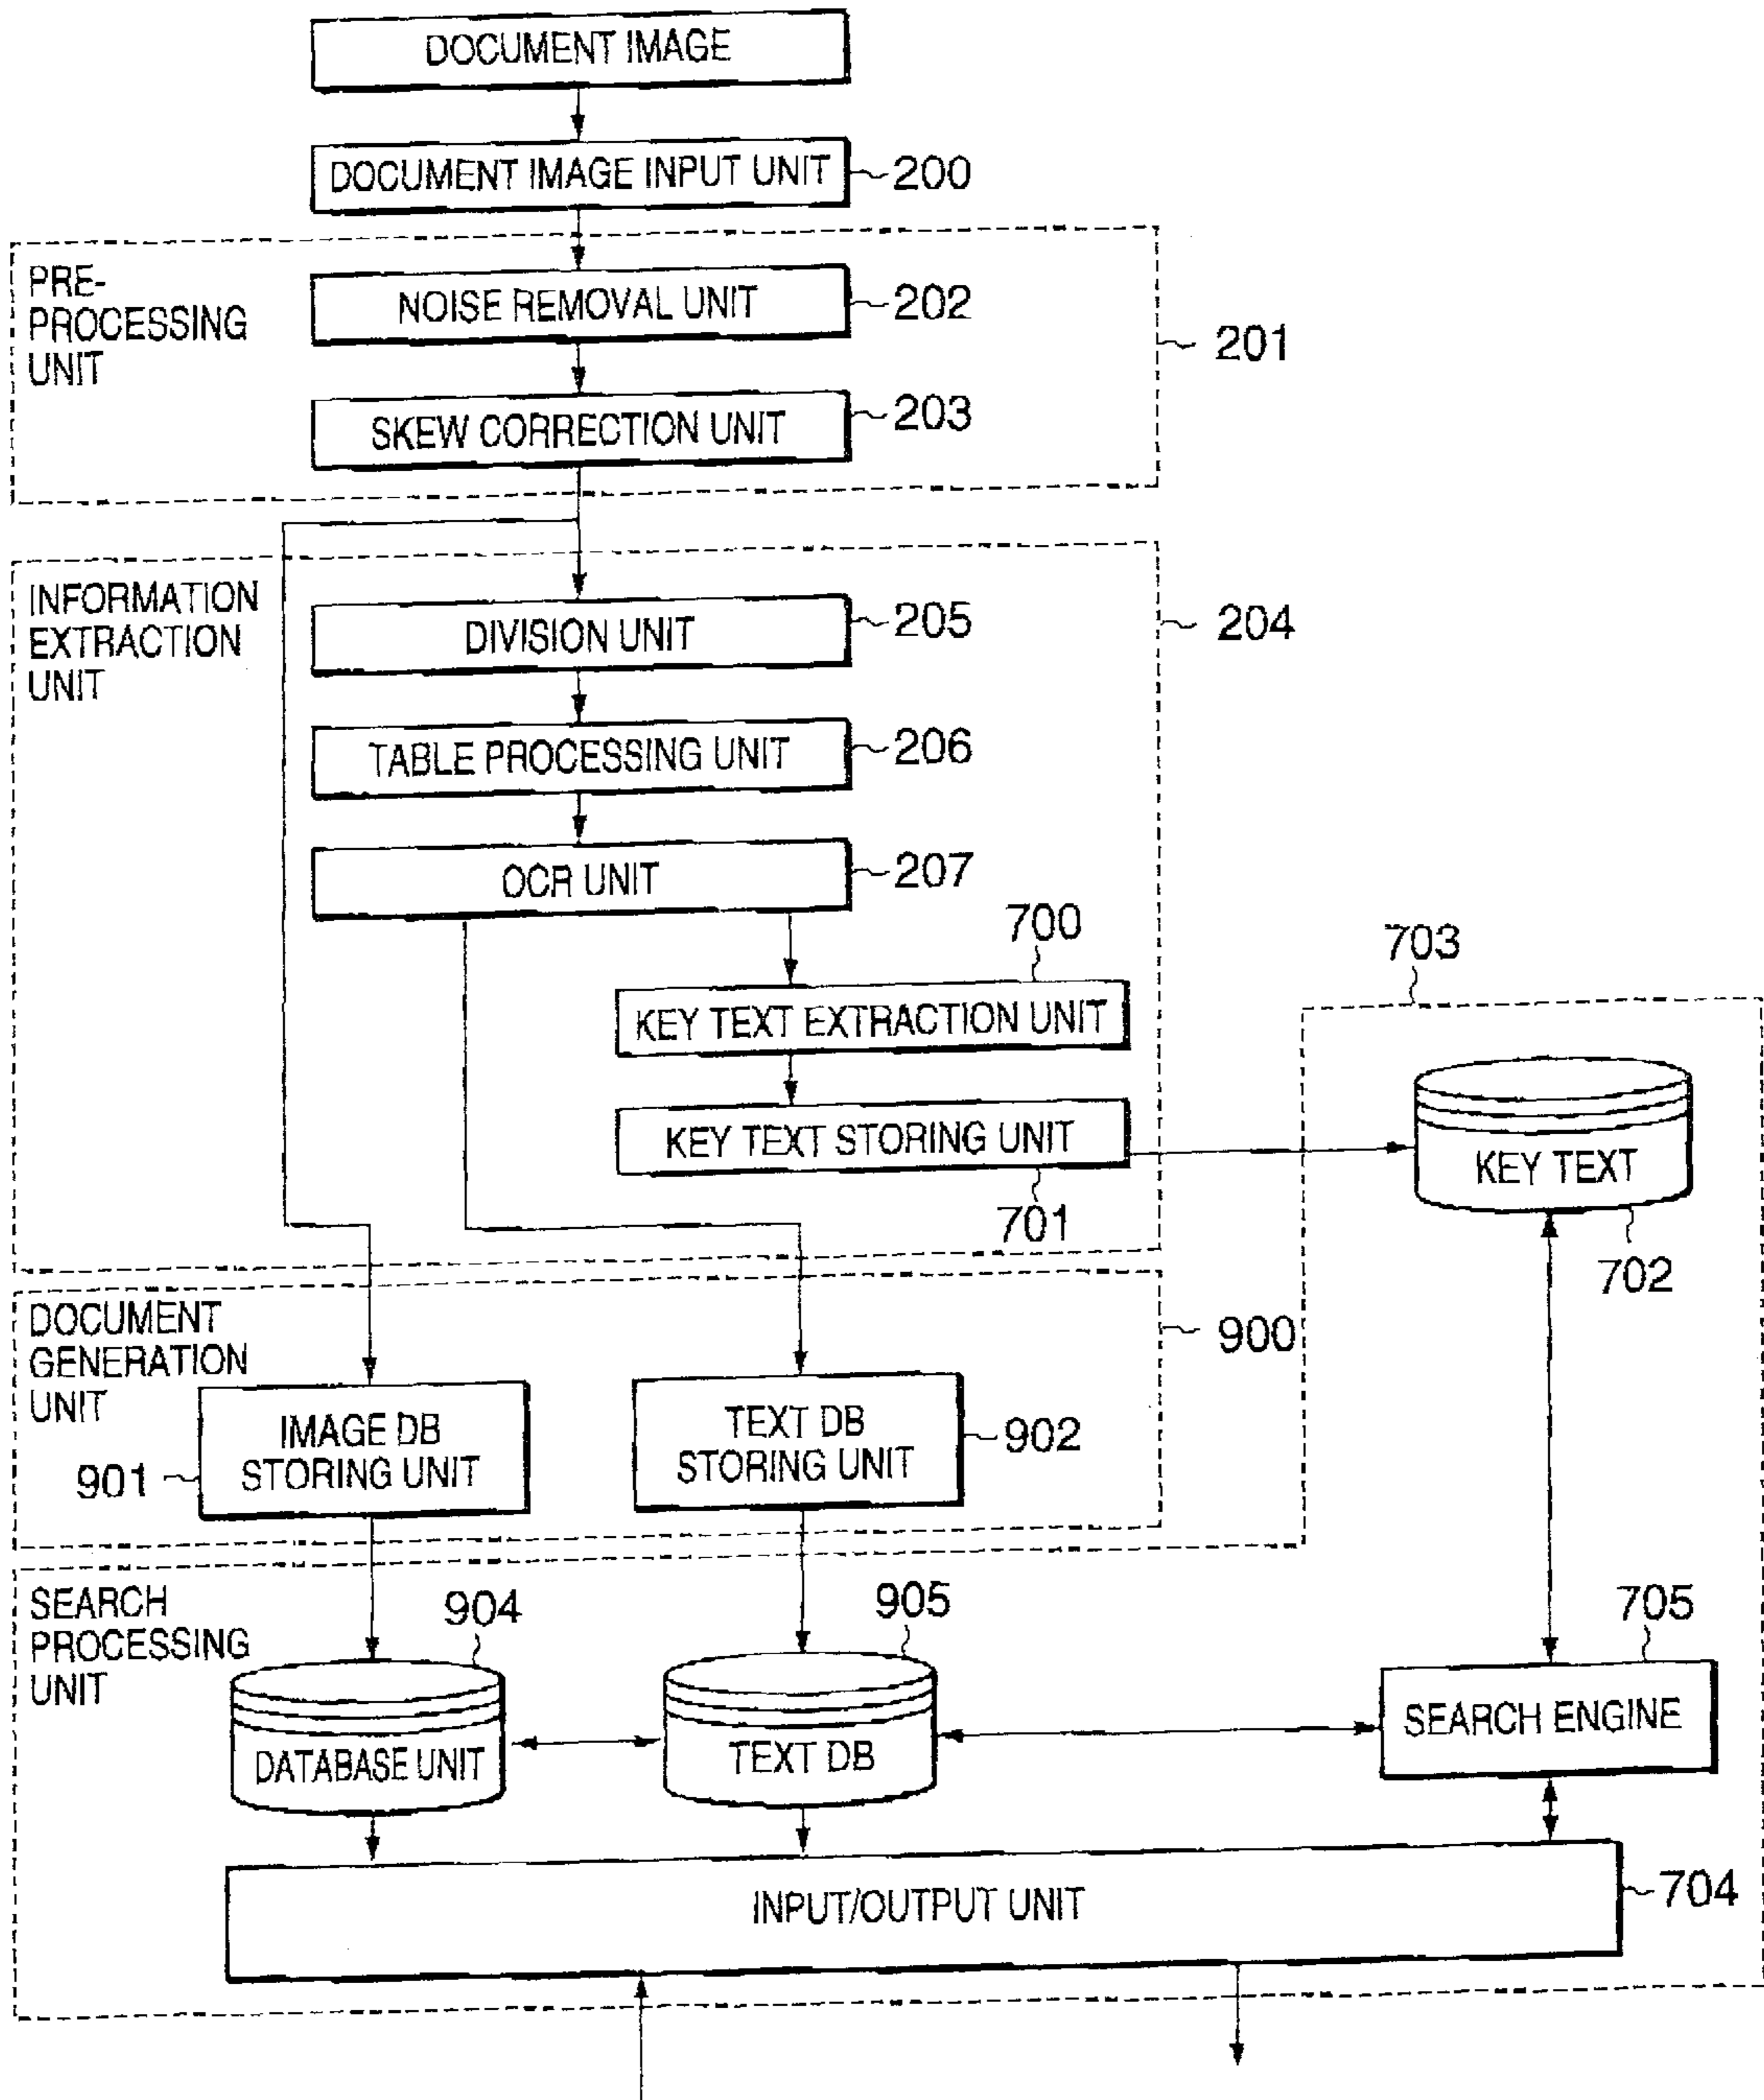 DOCUMENT IMAGE
DOCUMENT IMAGE INPUT UNIT
200
PRE-
PROCESSING
UNIT
NOISE REMOVAL UNIT
202
201
SKEW CORRECTION UNIT
203
INFORMATION
EXTRACTION
UNIT
DIVISION UNIT
205
204
TABLE PROCESSING UNIT
206
OCR UNIT
207
700
KEY TEXT EXTRACTION UNIT
703
KEY TEXT STORING UNIT
701
KEY TEXT
702
DOCUMENT
GENERATION
UNIT
900
IMAGE DB
STORING UNIT
901
TEXT DB
STORING UNIT
902
SEARCH
PROCESSING
UNIT
904
905
705
DATABASE UNIT
TEXT DB
SEARCH ENGINE
INPUT/OUTPUT UNIT
704